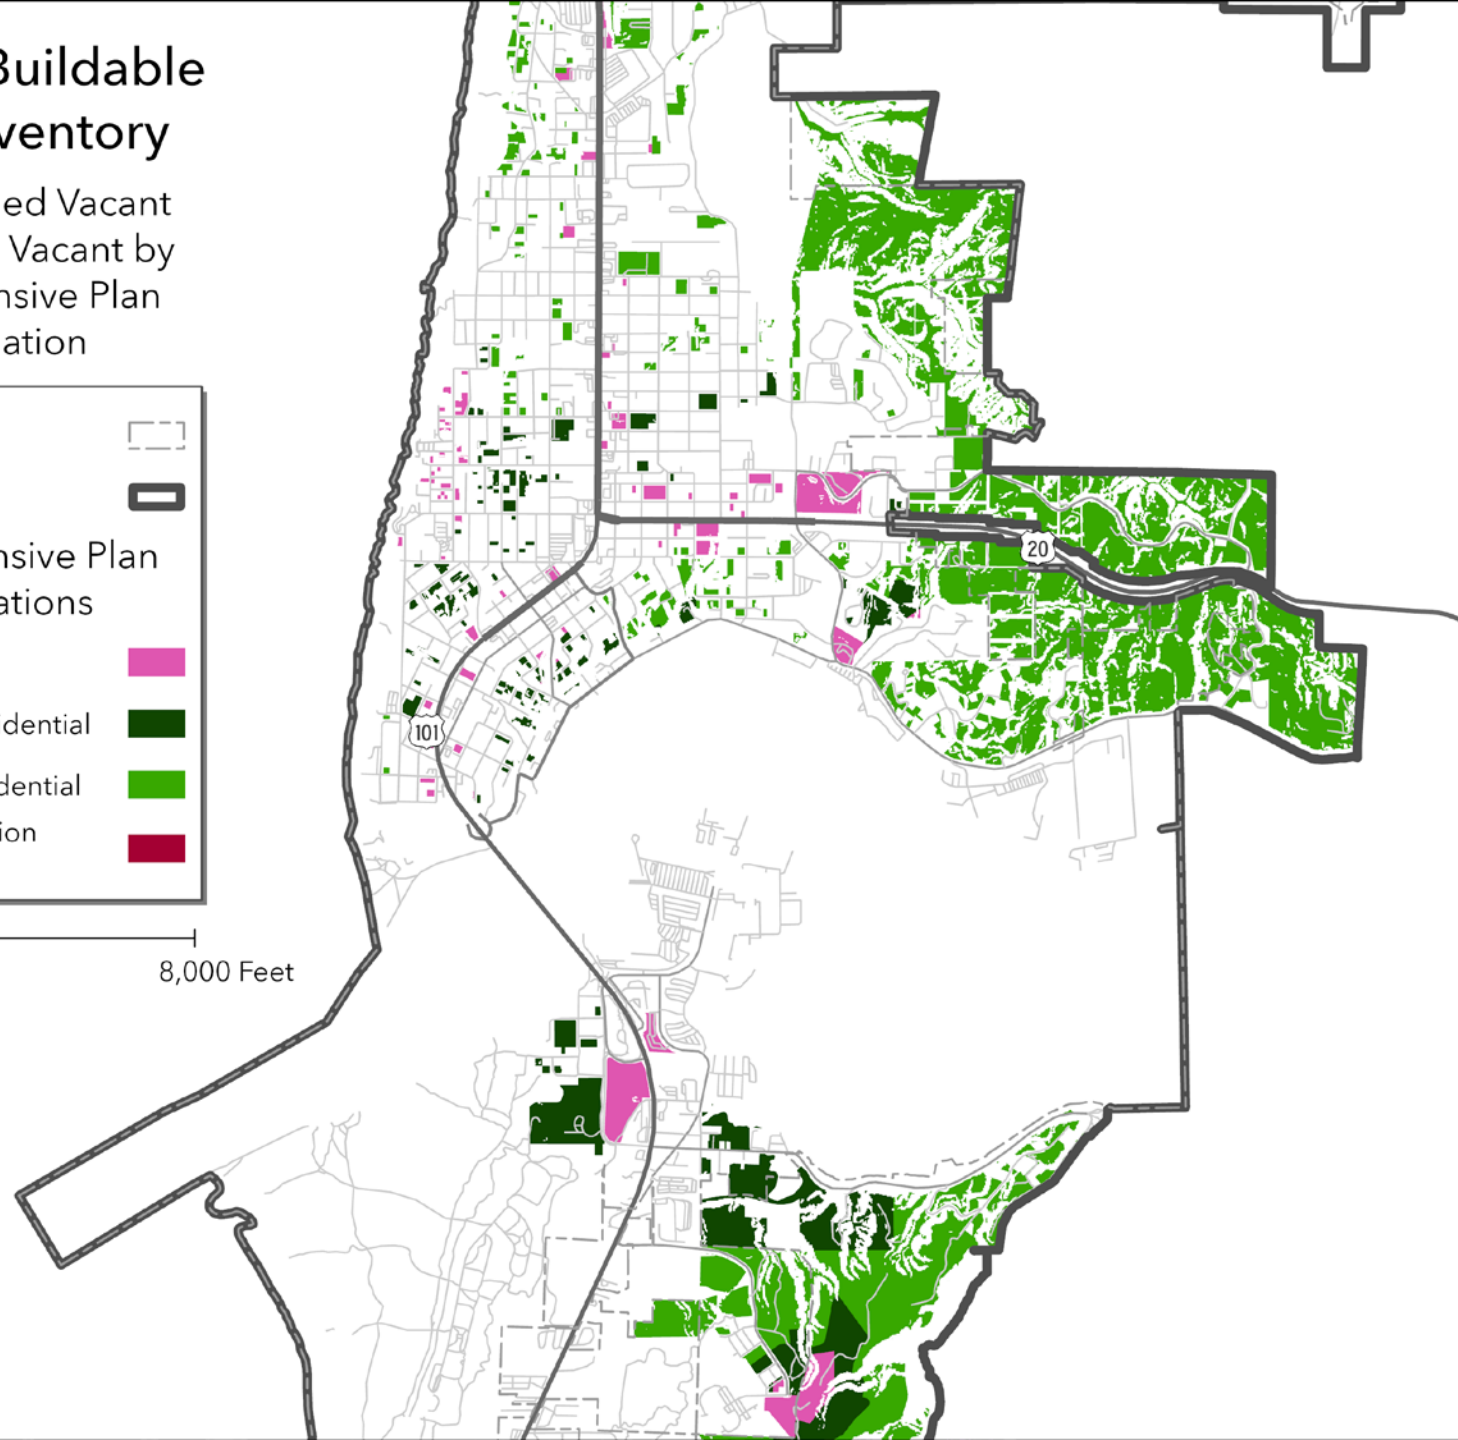 Buildable
ventory
ed Vacant
Vacant by
nsive Plan
ation
nsive Plan
ations
idential
dential
ion
8,000 Feet
20
101